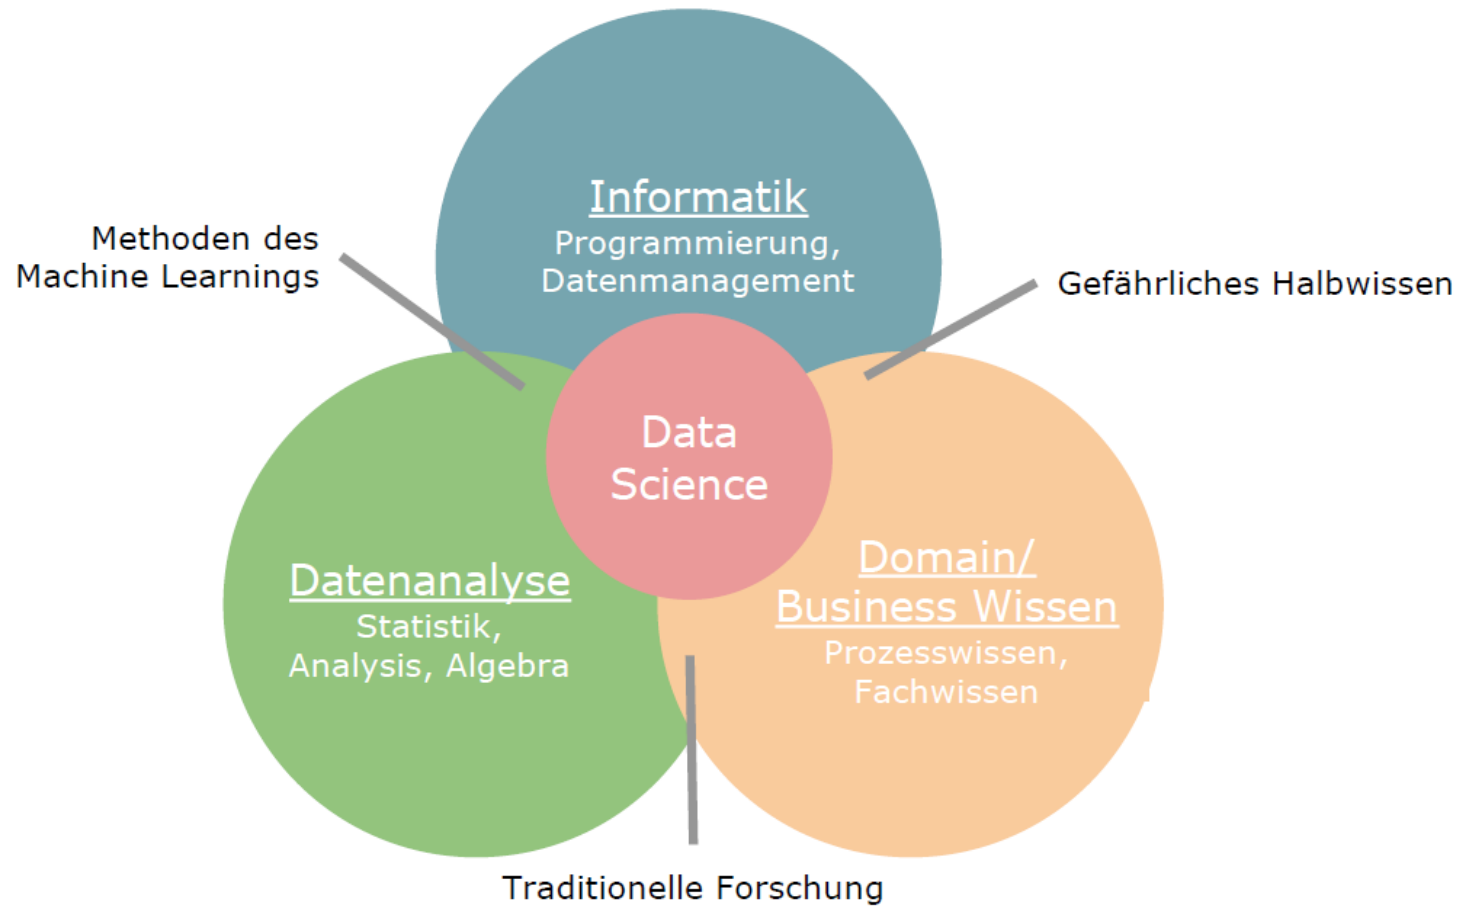 Informatik
Programmierung,
Datenmanagement
Methoden des
Machine Learnings
Gefährliches Halbwissen
Data
Science
Datenanalyse
Statistik,
Analysis, Algebra
Domain/
Business Wissen
Prozesswissen,
Fachwissen
Traditionelle Forschung